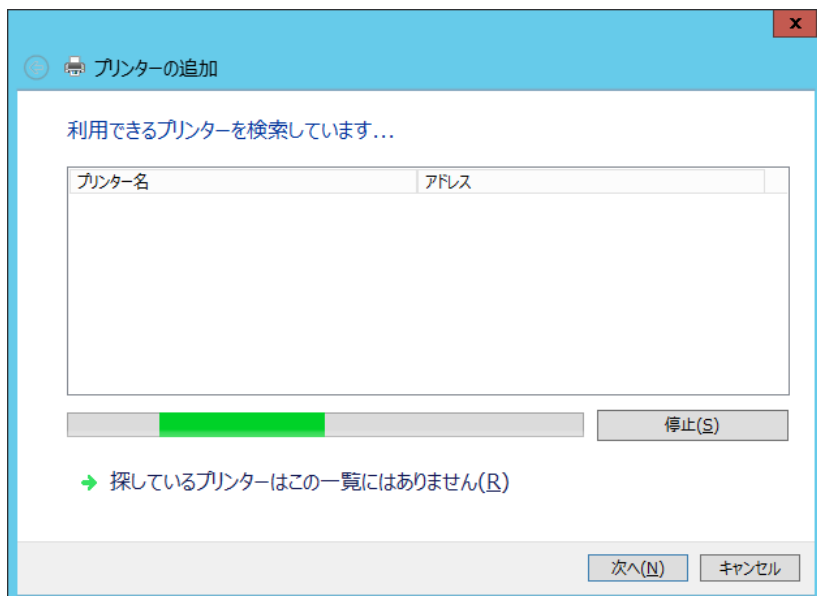 x
プリンターの追加
利用できるプリンターを検索しています...
プリンター名 アドレス
停止(S)
探しているプリンターはこの一覧にはありません(R)
次へ(N) キャンセル